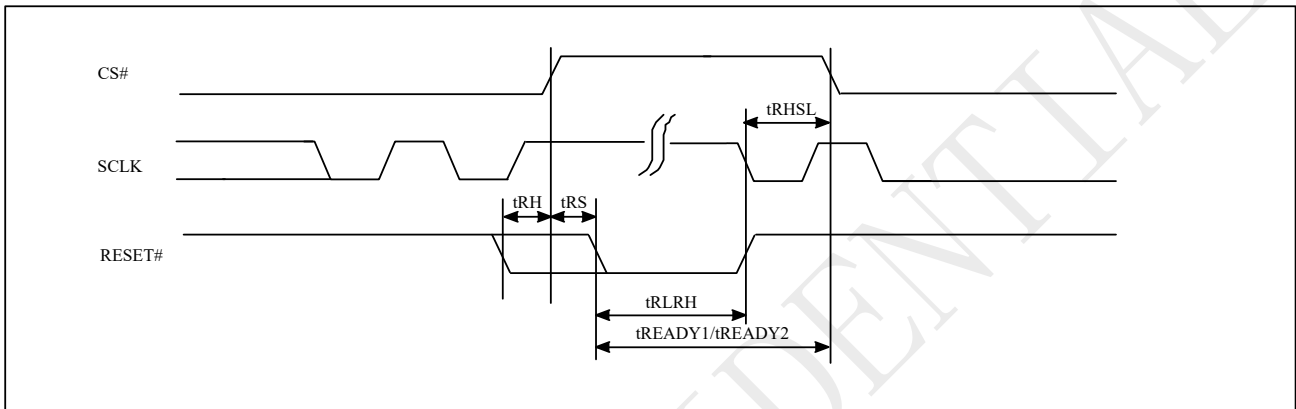 CS#
tRHSL
SCLK
tRH
tRS
RESET#
tRLRH
tREADY1/tREADY2